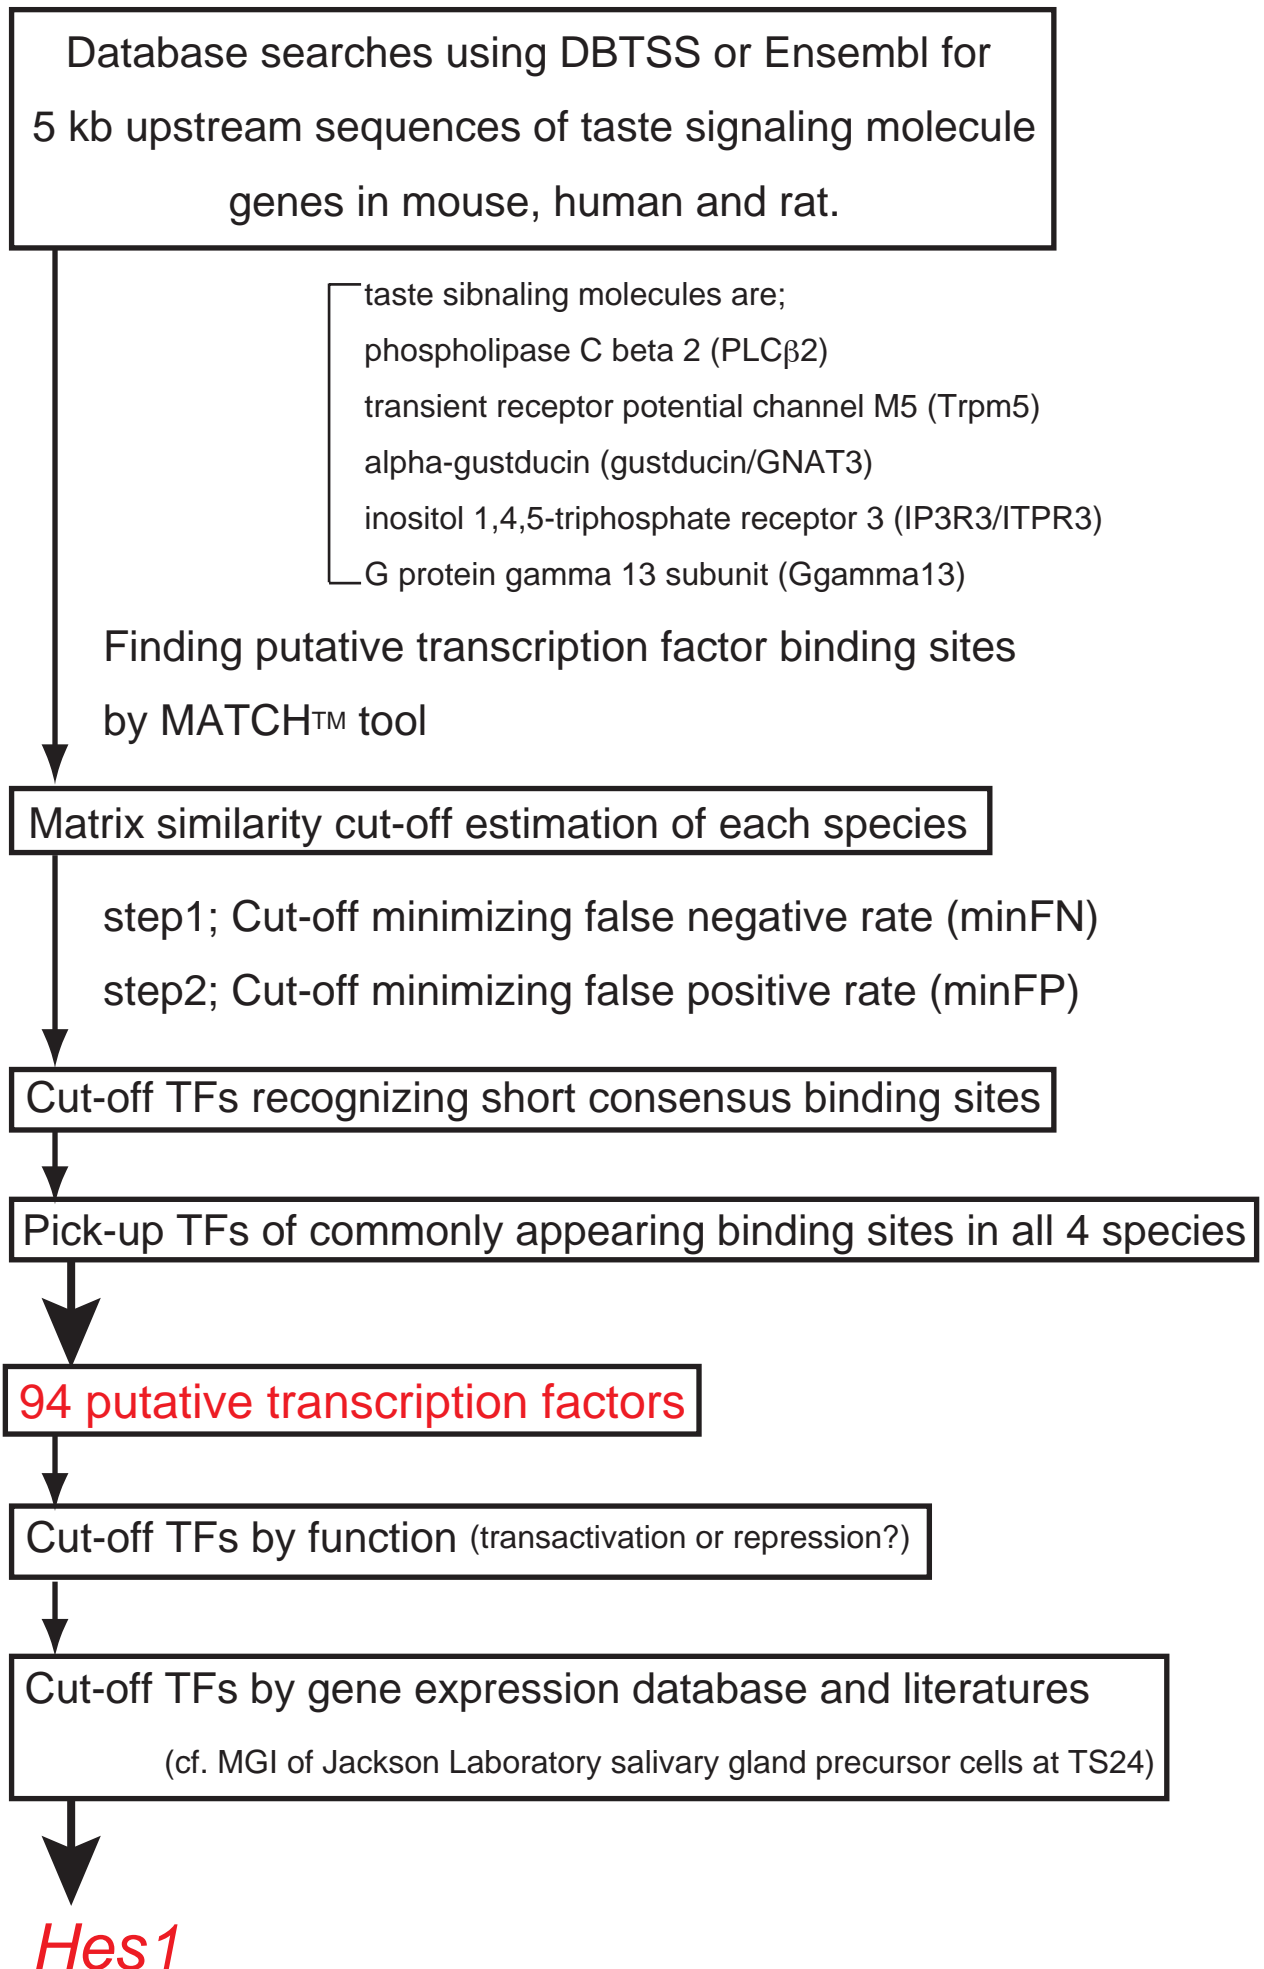 Database searches using DBTSS or Ensembl for
5 kb upstream sequences of taste signaling molecule
genes in mouse, human and rat.
taste sibnaling molecules are;
phospholipase C beta 2 (PLCβ2)
transient receptor potential channel M5 (Trpm5)
alpha-gustducin (gustducin/GNAT3)
inositol 1,4,5-triphosphate receptor 3 (IP3R3/ITPR3)
G protein gamma 13 subunit (Ggamma13)
Finding putative transcription factor binding sites
by MATCH™ tool
Matrix similarity cut-off estimation of each species
step1; Cut-off minimizing false negative rate (minFN)
step2; Cut-off minimizing false positive rate (minFP)
Cut-off TFs recognizing short consensus binding sites
Pick-up TFs of commonly appearing binding sites in all 4 species
94 putative transcription factors
Cut-off TFs by function (transactivation or repression?)
Cut-off TFs by gene expression database and literatures
(cf. MGI of Jackson Laboratory salivary gland precursor cells at TS24)
Hes1